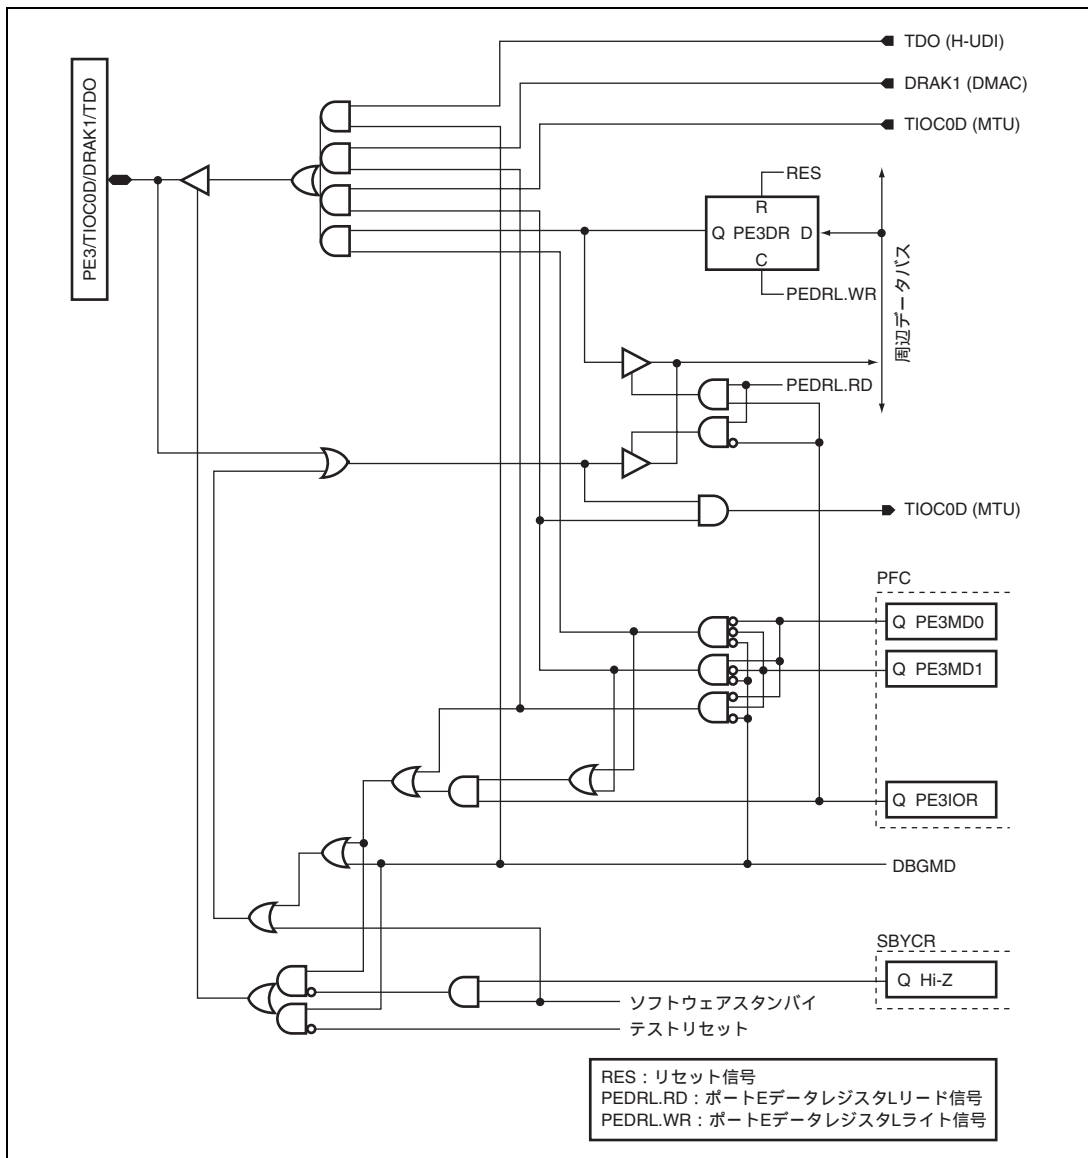 TDO (H-UDI)
DRAK1 (DMAC)
TIOC0D (MTU)
PE3/TIOC0D/DRAK1/TDO
RES
R
Q PE3DR D
C
PEDRL.WR
周辺データバス
PEDRL.RD
TIOC0D (MTU)
PFC
Q PE3MD0
Q PE3MD1
Q PE3IOR
DBGMD
SBYCR
Q Hi-Z
ソフトウェアスタンバイ
テストリセット
RES : リセット信号
PEDRL.RD : ポートEデータレジスタLリード信号
PEDRL.WR : ポートEデータレジスタLライト信号